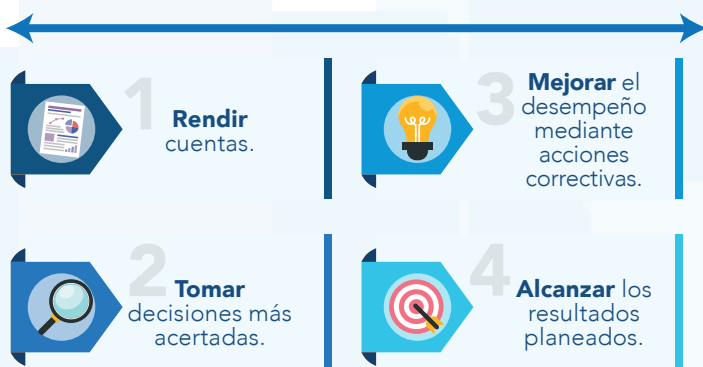 1
Rendir
cuentas.
2
Tomar
decisiones más
acertadas.
3
Mejorar el
desempeño
mediante
acciones
correctivas.
4
Alcanzar los
resultados
planeados.